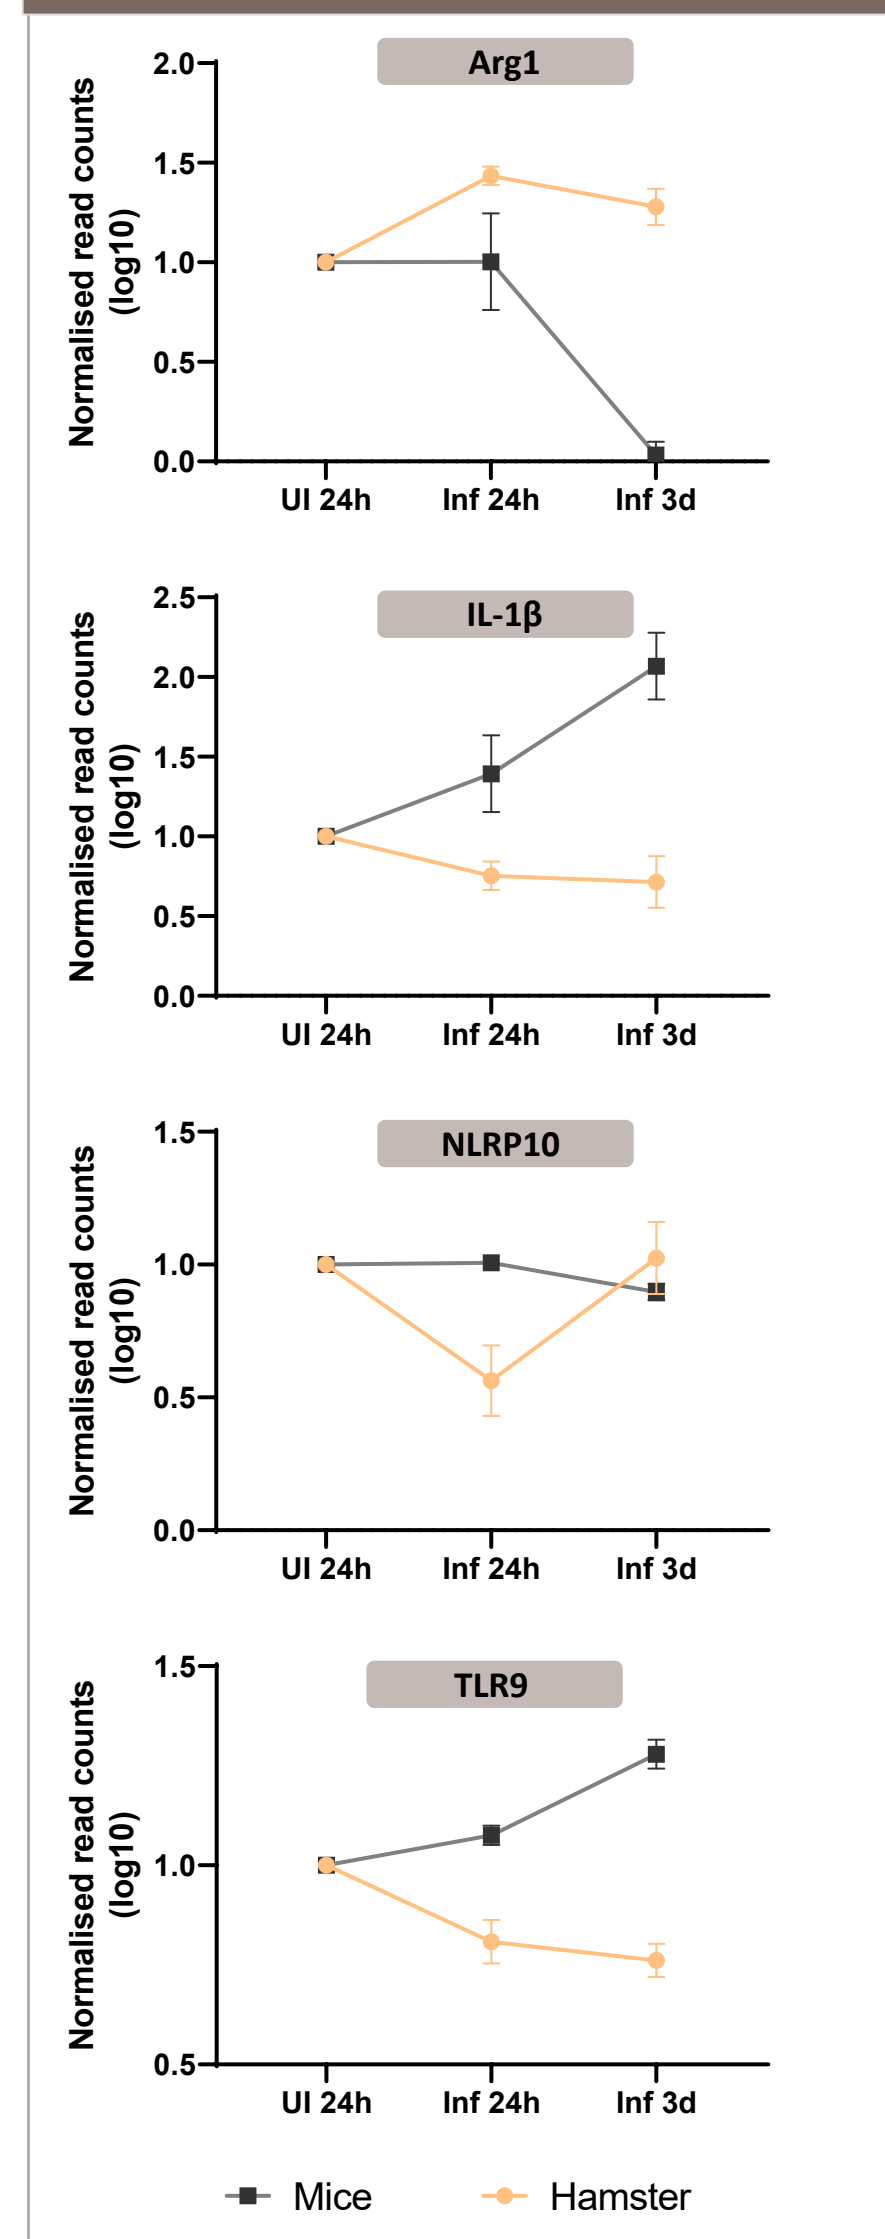 Arg1
Normalised read counts
(log10)
2.0
1.5
1.0
0.5
0.0
UI 24h Inf 24h Inf 3d
IL-1β
Normalised read counts
(log10)
2.5
2.0
1.5
1.0
0.5
0.0
UI 24h Inf 24h Inf 3d
NLRP10
Normalised read counts
(log10)
1.5
1.0
0.5
0.0
UI 24h Inf 24h Inf 3d
TLR9
Normalised read counts
(log10)
1.5
1.0
0.5
UI 24h Inf 24h Inf 3d
Mice Hamster